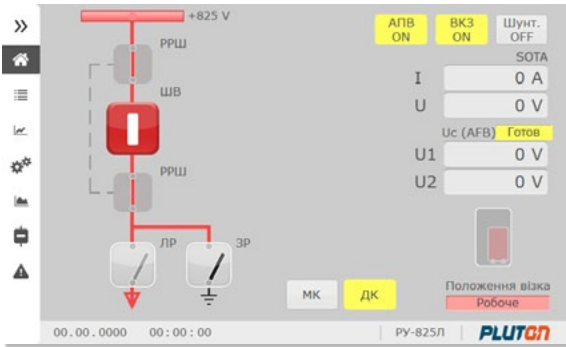 +825 V
АПВ
ON
ВКЗ
ON
Шунт.
OFF
РРШ
SOTA
I 0 A
U 0 V
ШВ
Uc (AFB) Готов
U1 0 V
РРШ
U2 0 V
ЛР
ЗР
МК
ДК
Положення візка
Робоче
00.00.0000 00:00:00
РУ-825Л
PLUTON